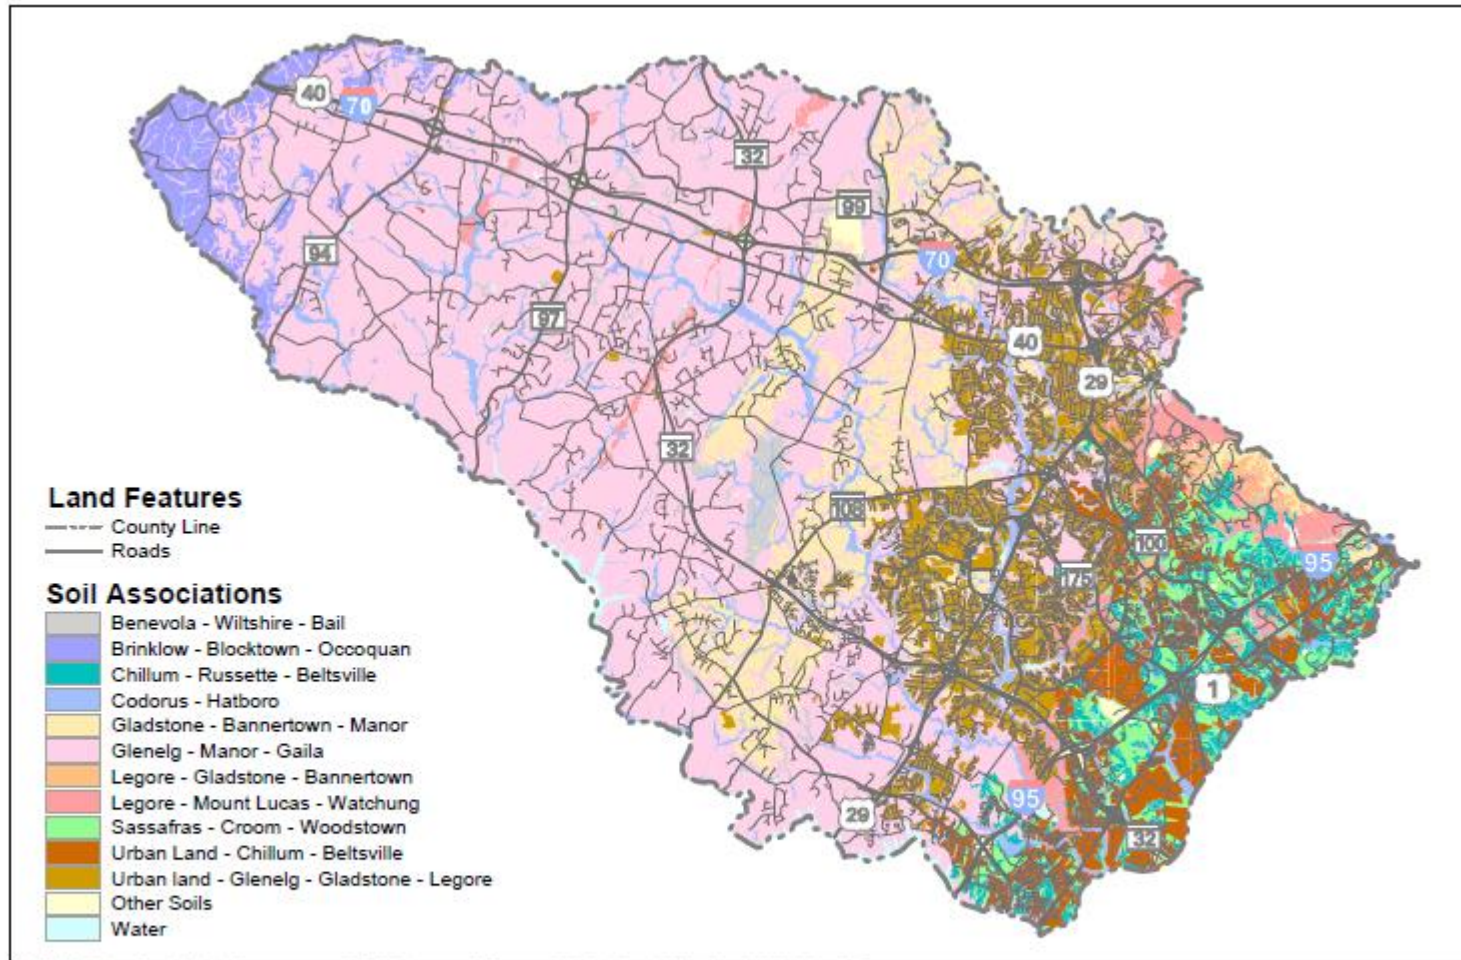 40
70
32
99
94
70
97
40
29
32
108
100
95
175
1
95
29
32
Land Features
County Line
Roads
Soil Associations
Benevola - Wiltshire - Bail
Brinklow - Blocktown - Occoquan
Chillum - Russette - Beltsville
Codorus - Hatboro
Gladstone - Bannertown - Manor
Glenelg - Manor - Gaila
Legore - Gladstone - Bannertown
Legore - Mount Lucas - Watchung
Sassafras - Croom - Woodstown
Urban Land - Chillum - Beltsville
Urban land - Glenelg - Gladstone - Legore
Other Soils
Water